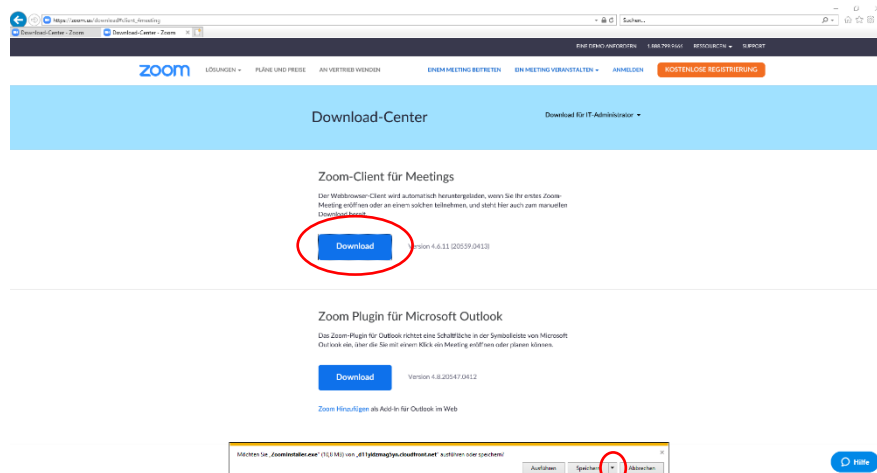 https://zoom.us/download#client_4meeting
Suchen...
Download-Center - Zoom
Download-Center - Zoom
EINE DEMO ANFORDERN 1.888.799.9666 RESSOURCEN SUPPORT
zoom LÖSUNGEN PLÄNE UND PREISE AN VERTRIEB WENDEN EINEM MEETING BEITRETEN EIN MEETING VERANSTALTEN ANMELDEN KOSTENLOSE REGISTRIERUNG
Download-Center
Download für IT-Administrator
Zoom-Client für Meetings
Der Webbrowser-Client wird automatisch heruntergeladen, wenn Sie Ihr erstes Zoom-
Meeting eröffnen oder an einem solchen teilnehmen, und steht hier auch zum manuellen
Download bereit.
Download
Version 4.6.11 (20559.0413)
Zoom Plugin für Microsoft Outlook
Das Zoom-Plugin für Outlook richtet eine Schaltfläche in der Symbolleiste von Microsoft
Outlook ein, über die Sie mit einem Klick ein Meeting eröffnen oder planen können.
Download
Version 4.8.20547.0412
Zoom Hinzufügen als Add-In für Outlook im Web
Möchten Sie „ZoomInstaller.exe" von „d11yldzmag5yn.cloudfront.net" ausführen oder speichern?
Ausführen Speichern Abbrechen
Hilfe